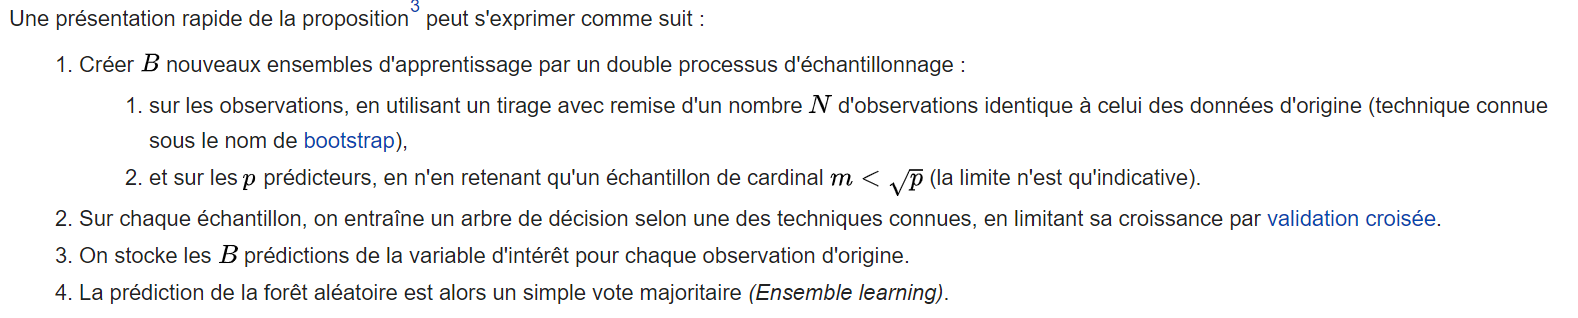 Une présentation rapide de la proposition³ peut s'exprimer comme suit :
1. Créer B nouveaux ensembles d'apprentissage par un double processus d'échantillonnage :
1. sur les observations, en utilisant un tirage avec remise d'un nombre N d'observations identique à celui des données d'origine (technique connue
sous le nom de bootstrap),
2. et sur les p prédicteurs, en n'en retenant qu'un échantillon de cardinal m < √p (la limite n'est qu'indicative).
2. Sur chaque échantillon, on entraîne un arbre de décision selon une des techniques connues, en limitant sa croissance par validation croisée.
3. On stocke les B prédictions de la variable d'intérêt pour chaque observation d'origine.
4. La prédiction de la forêt aléatoire est alors un simple vote majoritaire (Ensemble learning).